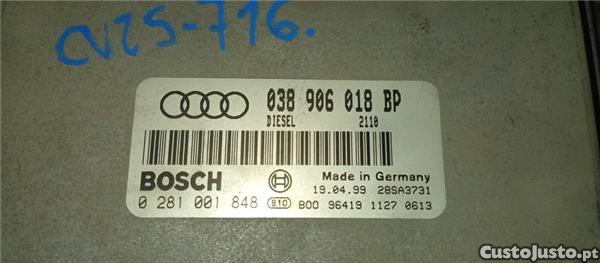 CV2S-716.
038 906 018 BP
DIESEL 2110
Made in Germany
BOSCH
19.04.99 28SA3731
0 281 001 848 810 B00 96419 1127 0613
CustoJusto.pt